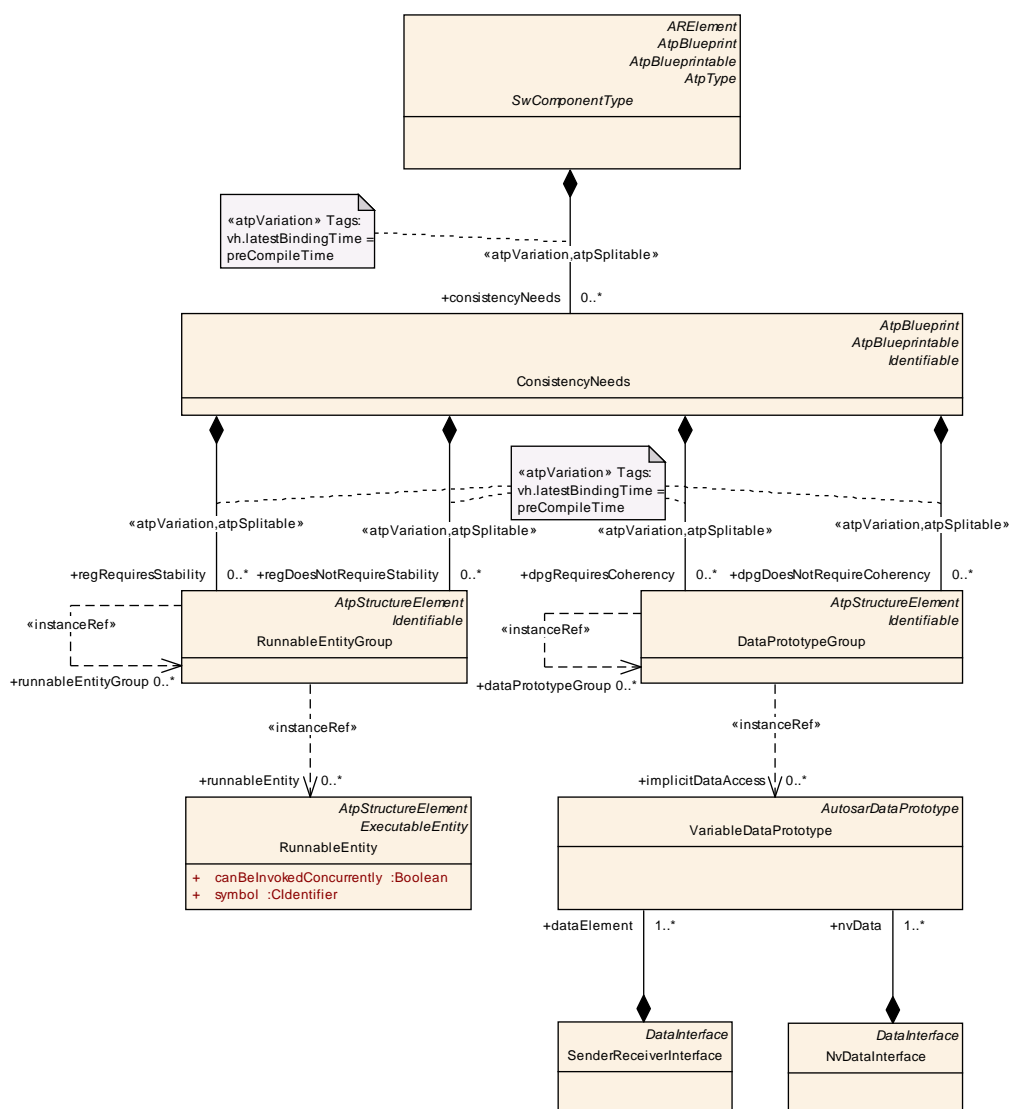 ARElement
AtpBlueprint
AtpBlueprintable
AtpType
SwComponentType
«atpVariation» Tags:
vh.latestBindingTime =
preCompileTime
«atpVariation,atpSplitable»
+consistencyNeeds 0..*
AtpBlueprint
AtpBlueprintable
Identifiable
ConsistencyNeeds
«atpVariation» Tags:
vh.latestBindingTime =
preCompileTime
«atpVariation,atpSplitable»
«atpVariation,atpSplitable»
«atpVariation,atpSplitable»
«atpVariation,atpSplitable»
+regRequiresStability 0..*
+regDoesNotRequireStability 0..*
+dpgRequiresCoherency 0..*
+dpgDoesNotRequireCoherency 0..*
AtpStructureElement
Identifiable
RunnableEntityGroup
«instanceRef»
+runnableEntityGroup 0..*
AtpStructureElement
Identifiable
DataPrototypeGroup
«instanceRef»
+dataPrototypeGroup 0..*
«instanceRef»
+runnableEntity 0..*
«instanceRef»
+implicitDataAccess 0..*
AtpStructureElement
ExecutableEntity
RunnableEntity
+ canBeInvokedConcurrently :Boolean
+ symbol :CIdentifier
AutosarDataPrototype
VariableDataPrototype
+dataElement 1..*
+nvData 1..*
DataInterface
SenderReceiverInterface
DataInterface
NvDataInterface